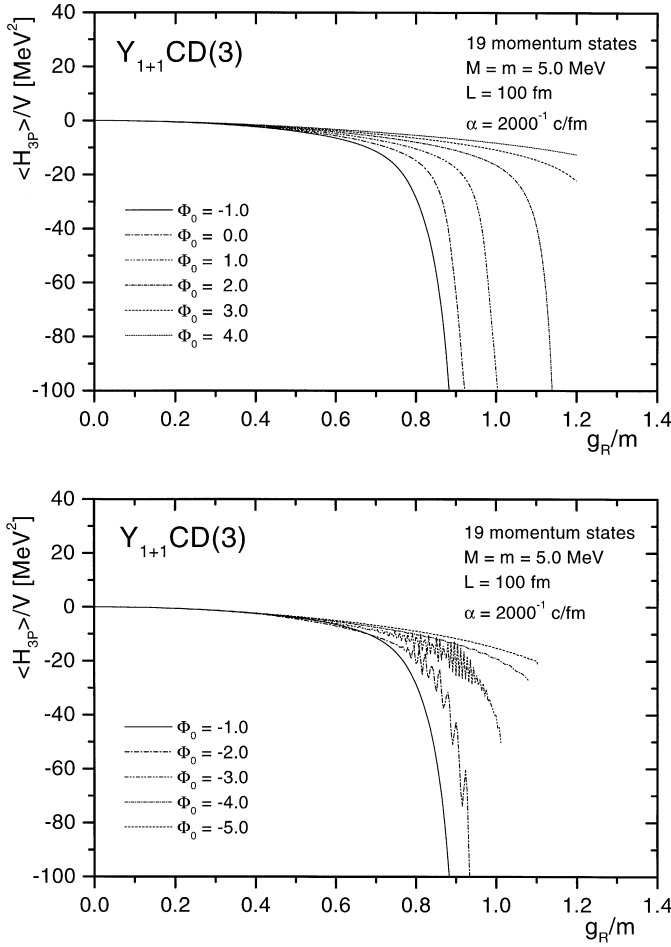 40
20
0
-20
-40
-60
-80
-100
<H3P>/V [MeV2]
Y1+1CD(3)
19 momentum states
M = m = 5.0 MeV
L = 100 fm
α = 2000-1 c/fm
Φ0 = -1.0
Φ0 = 0.0
Φ0 = 1.0
Φ0 = 2.0
Φ0 = 3.0
Φ0 = 4.0
0.0 0.2 0.4 0.6 0.8 1.0 1.2 1.4
gR/m
40
20
0
-20
-40
-60
-80
-100
<H3P>/V [MeV2]
Y1+1CD(3)
19 momentum states
M = m = 5.0 MeV
L = 100 fm
α = 2000-1 c/fm
Φ0 = -1.0
Φ0 = -2.0
Φ0 = -3.0
Φ0 = -4.0
Φ0 = -5.0
0.0 0.2 0.4 0.6 0.8 1.0 1.2 1.4
gR/m